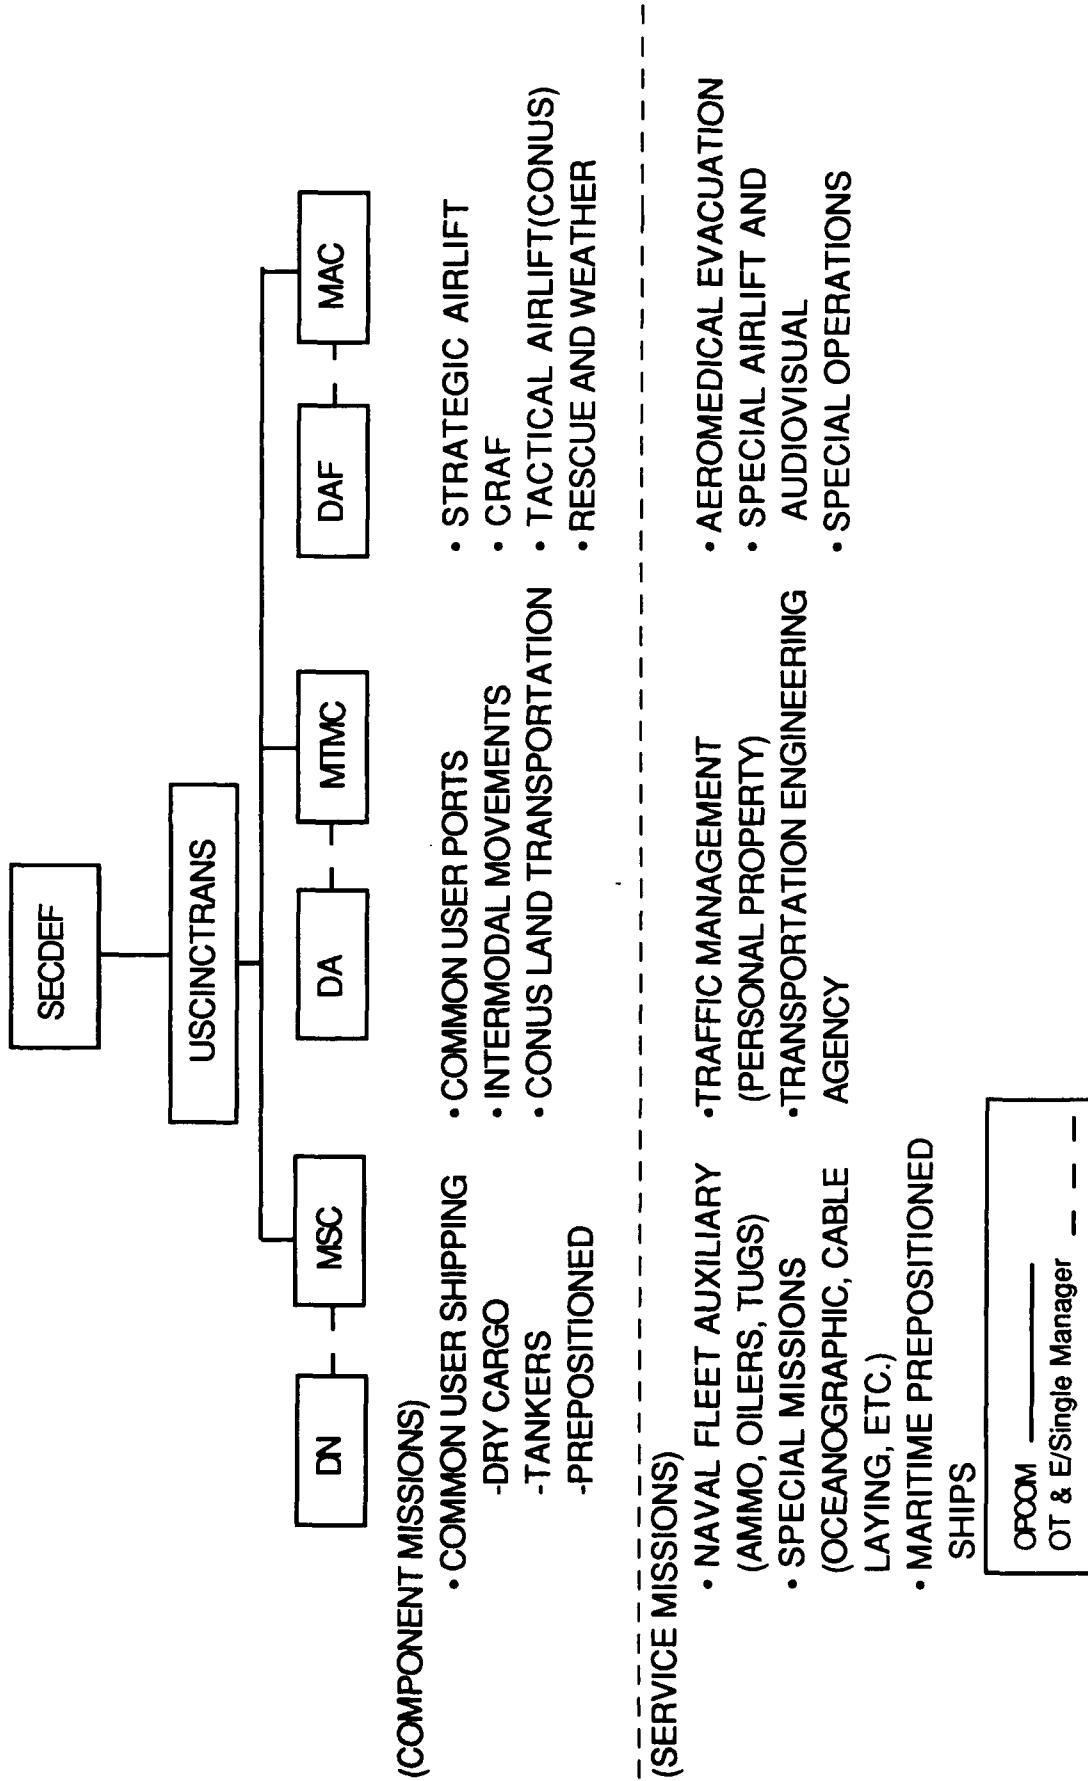 SECDEF
USCINCTRANS
DN
MSC
DA
MTMC
DAF
MAC
(COMPONENT MISSIONS)
• COMMON USER SHIPPING
-DRY CARGO
-TANKERS
-PREPOSITIONED
• COMMON USER PORTS
• INTERMODAL MOVEMENTS
• CONUS LAND TRANSPORTATION
• STRATEGIC AIRLIFT
• CRAF
• TACTICAL AIRLIFT(CONUS)
• RESCUE AND WEATHER
(SERVICE MISSIONS)
• NAVAL FLEET AUXILIARY
(AMMO, OILERS, TUGS)
• SPECIAL MISSIONS
(OCEANOGRAPHIC, CABLE
LAYING, ETC.)
• MARITIME PREPOSITIONED
SHIPS
•TRAFFIC MANAGEMENT
(PERSONAL PROPERTY)
•TRANSPORTATION ENGINEERING
AGENCY
• AEROMEDICAL EVACUATION
• SPECIAL AIRLIFT AND
AUDIOVISUAL
• SPECIAL OPERATIONS
OPCOM
OT & E/Single Manager